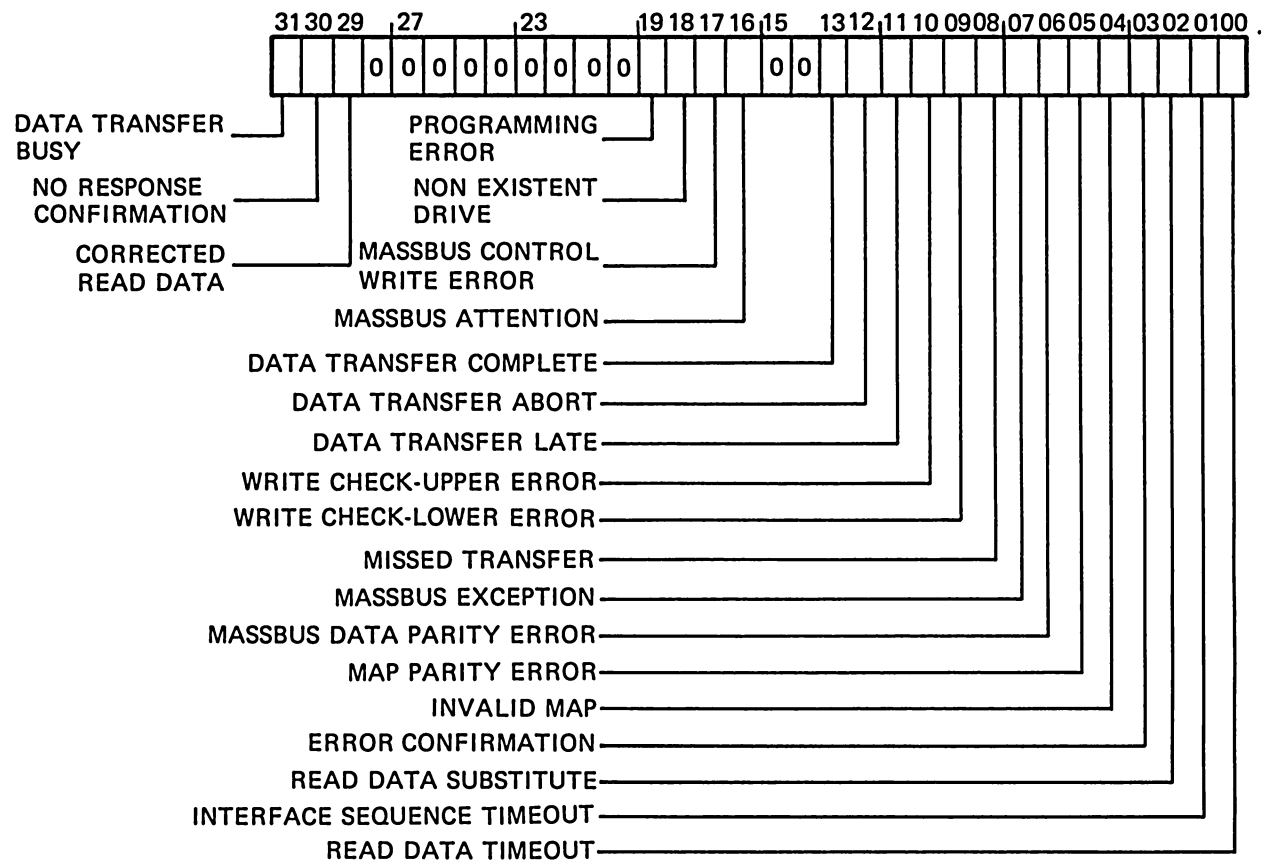 31 30 29 27 23 19 18 17 16 15 13 12 11 10 09 08 07 06 05 04 03 02 01 00
0 0 0 0 0 0 0 0 0 0 0
DATA TRANSFER
BUSY
PROGRAMMING
ERROR
NO RESPONSE
CONFIRMATION
NON EXISTENT
DRIVE
CORRECTED
READ DATA
MASSBUS CONTROL
WRITE ERROR
MASSBUS ATTENTION
DATA TRANSFER COMPLETE
DATA TRANSFER ABORT
DATA TRANSFER LATE
WRITE CHECK-UPPER ERROR
WRITE CHECK-LOWER ERROR
MISSED TRANSFER
MASSBUS EXCEPTION
MASSBUS DATA PARITY ERROR
MAP PARITY ERROR
INVALID MAP
ERROR CONFIRMATION
READ DATA SUBSTITUTE
INTERFACE SEQUENCE TIMEOUT
READ DATA TIMEOUT